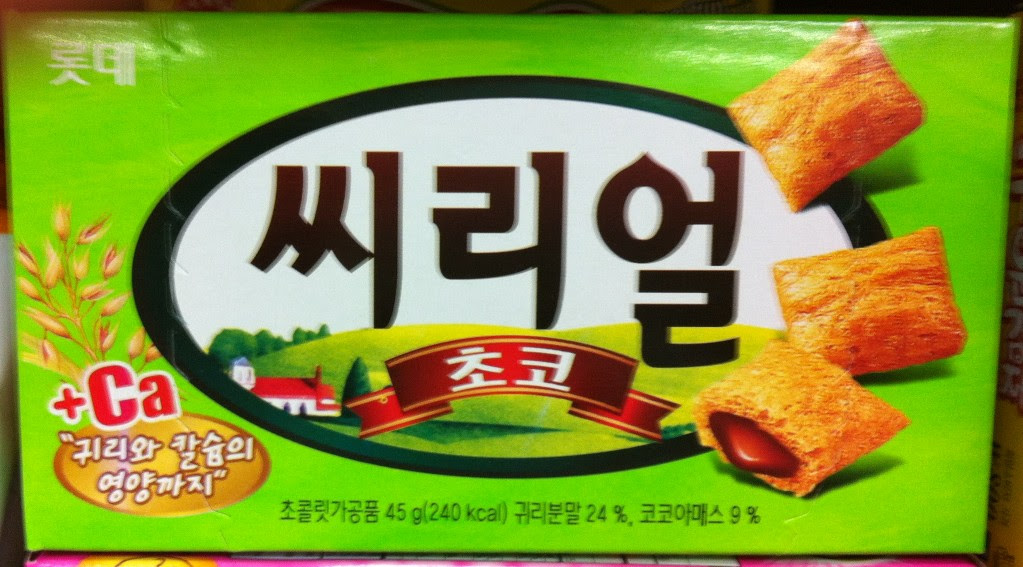 롯데
씨리얼
초코
+Ca
"귀리와 칼슘의
영양까지"
초콜릿가공품 45 g(240 kcal) 귀리분말 24 %, 코코아매스 9 %